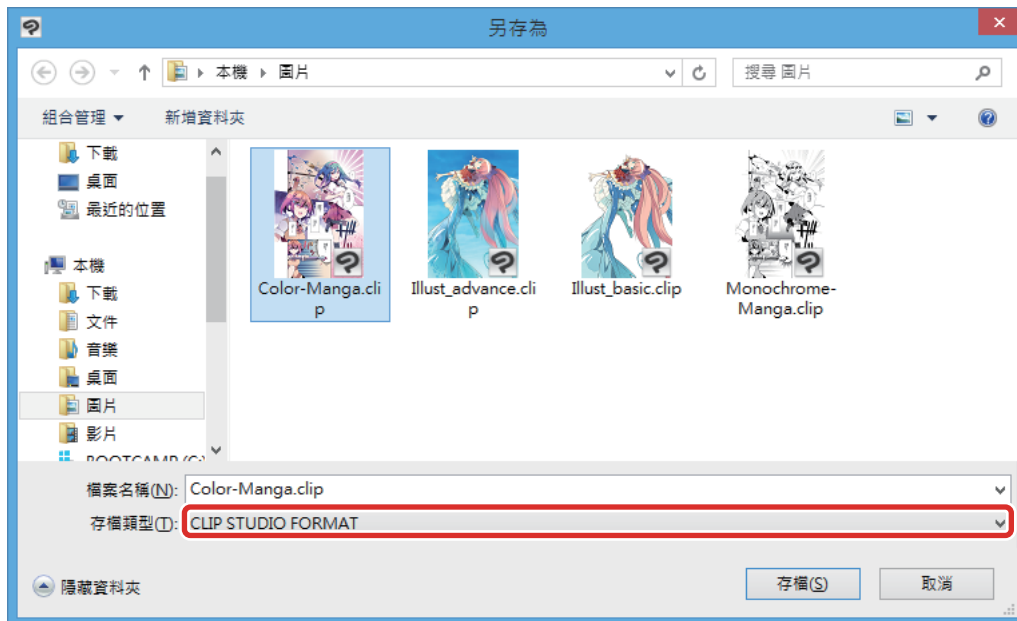 另存為
本機 圖片
搜尋 圖片
組合管理 新增資料夾
下載
桌面
最近的位置
本機
下載
文件
音樂
桌面
圖片
影片
BOOTCAMP (C:)
Color-Manga.cli
p
Illust_advance.cli
p
Illust_basic.clip
Monochrome-
Manga.clip
檔案名稱(N): Color-Manga.clip
存檔類型(T): CLIP STUDIO FORMAT
隱藏資料夾
存檔(S) 取消